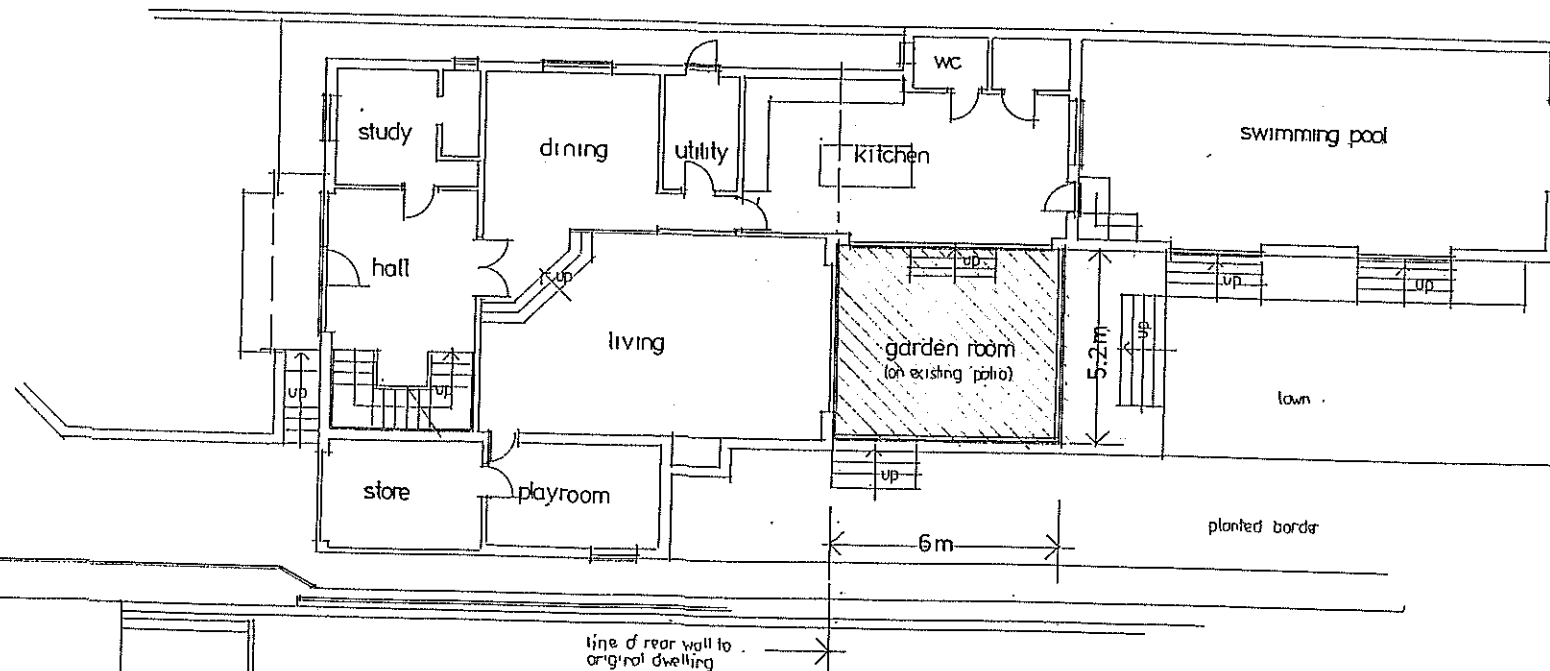 WC
study
dining
utility
kitchen
swimming pool
hall
up
up
up
up
garden room
(on existing patio)
5.2m
up
living
lawn
up
up
up
up
store
playroom
planted border
6m
line of rear wall to
original dwelling